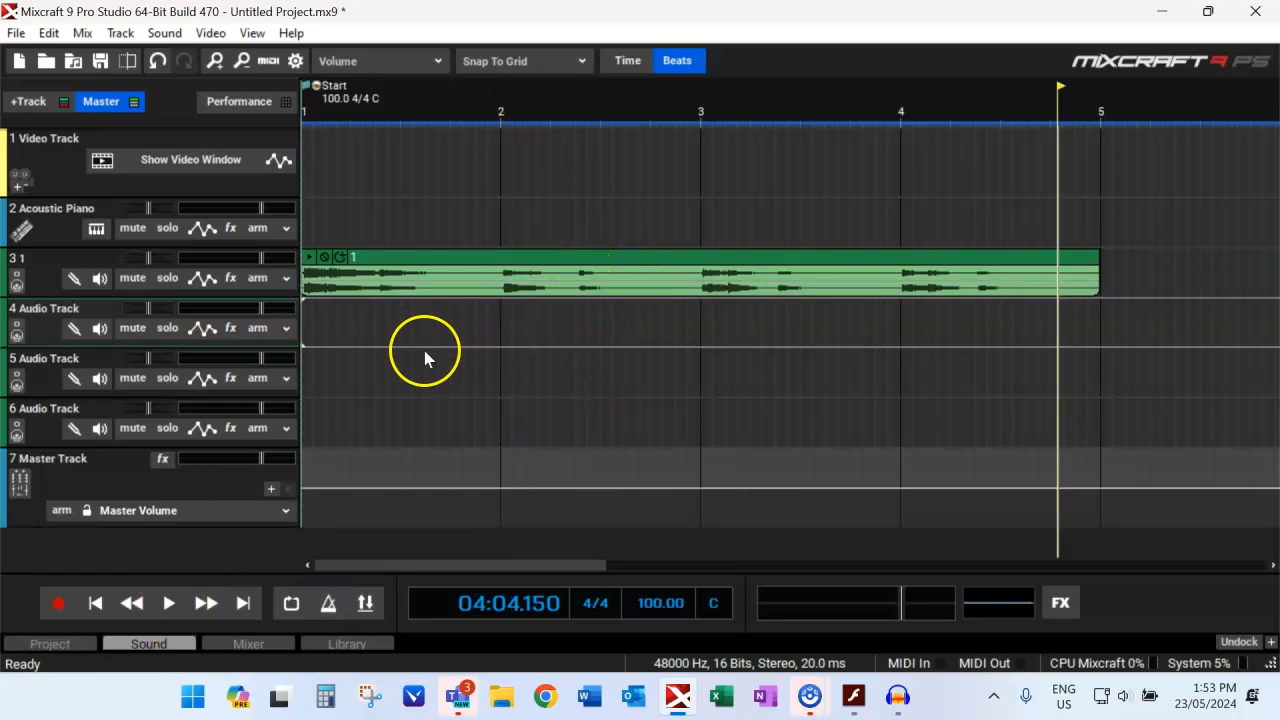 Mixcraft 9 Pro Studio 64-Bit Build 470 - Untitled Project.mx9 *
File Edit Mix Track Sound Video View Help
MIDI Volume Snap To Grid Time Beats MIXCRAFT 9 PS
+Track Master Performance
Start
100.0 4/4 C
1 2 3 4 5
1 Video Track
Show Video Window
2 Acoustic Piano
mute solo fx arm
3 1
1
mute solo fx arm
4 Audio Track
mute solo fx arm
5 Audio Track
mute solo fx arm
6 Audio Track
mute solo fx arm
7 Master Track fx
+
arm Master Volume
04:04.150 4/4 100.00 C FX
Project Sound Mixer Library Undock +
Ready 48000 Hz, 16 Bits, Stereo, 20.0 ms MIDI In MIDI Out CPU Mixcraft 0% System 5%
PRE 3 NEW
ENG
US
1:53 PM
23/05/2024